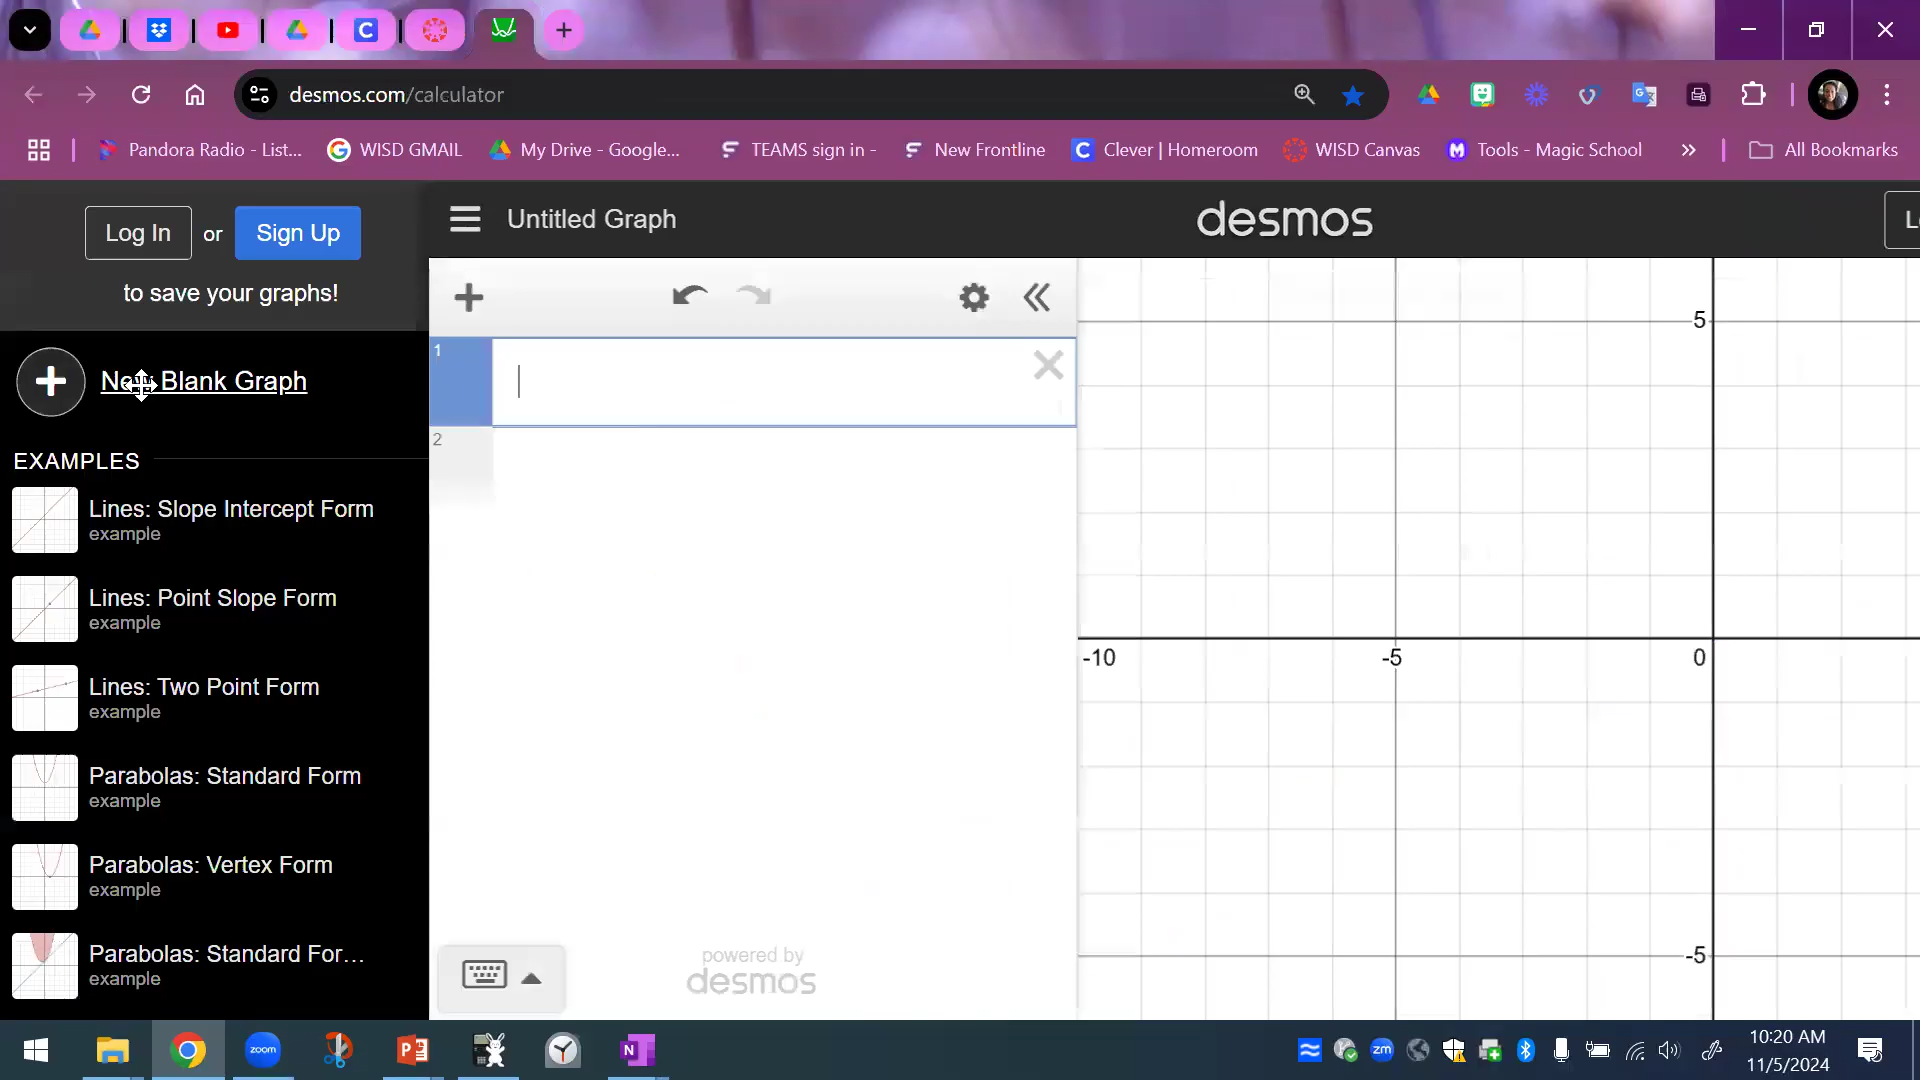 desmos.com/calculator
Pandora Radio - List... WISD GMAIL My Drive - Google... TEAMS sign in - New Frontline Clever | Homeroom WISD Canvas Tools - Magic School » All Bookmarks
Log In or Sign Up
to save your graphs!
Untitled Graph
desmos
New Blank Graph
EXAMPLES
Lines: Slope Intercept Form
example
Lines: Point Slope Form
example
Lines: Two Point Form
example
Parabolas: Standard Form
example
Parabolas: Vertex Form
example
Parabolas: Standard For...
example
1
2
powered by
desmos
5
-10
-5
0
-5
zoom
zm
10:20 AM
11/5/2024